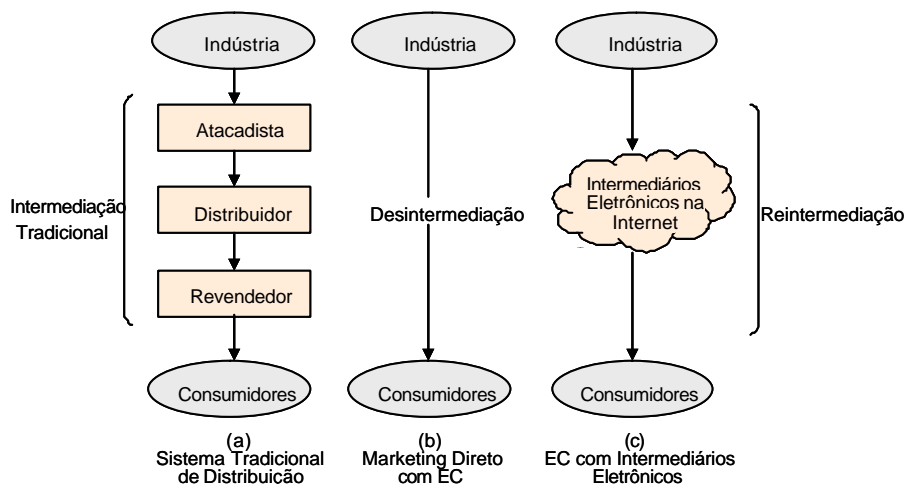 Indústria
Indústria
Indústria
Atacadista
Distribuidor
Revendedor
Intermediação
Tradicional
Desintermediação
Intermediários
Eletrônicos na
Internet
Reintermediação
Consumidores
Consumidores
Consumidores
(a)
Sistema Tradicional
de Distribuição
(b)
Marketing Direto
com EC
(c)
EC com Intermediários
Eletrônicos